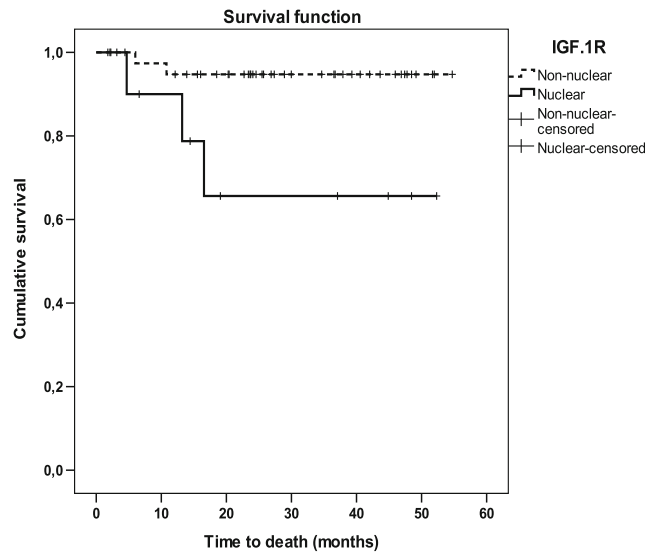 Survival function
Cumulative survival
1,0
0,8
0,6
0,4
0,2
0,0
0
10
20
30
40
50
60
Time to death (months)
IGF.1R
Non-nuclear
Nuclear
Non-nuclear-
censored
Nuclear-censored